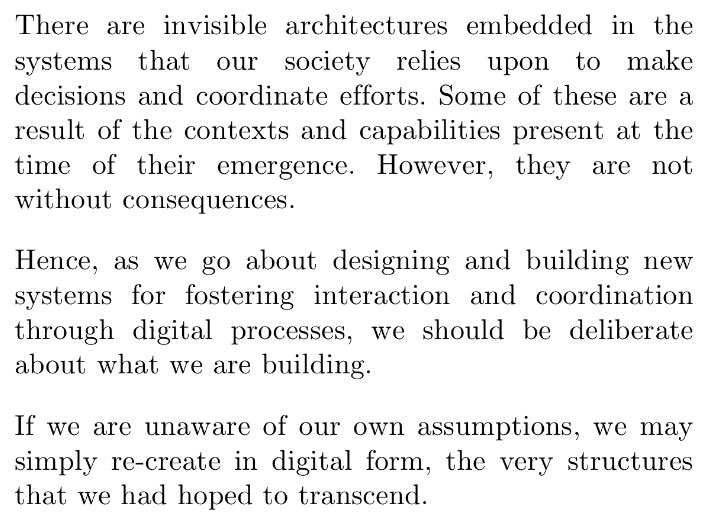 There are invisible architectures embedded in the
systems that our society relies upon to make
decisions and coordinate efforts. Some of these are a
result of the contexts and capabilities present at the
time of their emergence. However, they are not
without consequences.
Hence, as we go about designing and building new
systems for fostering interaction and coordination
through digital processes, we should be deliberate
about what we are building.
If we are unaware of our own assumptions, we may
simply re-create in digital form, the very structures
that we had hoped to transcend.